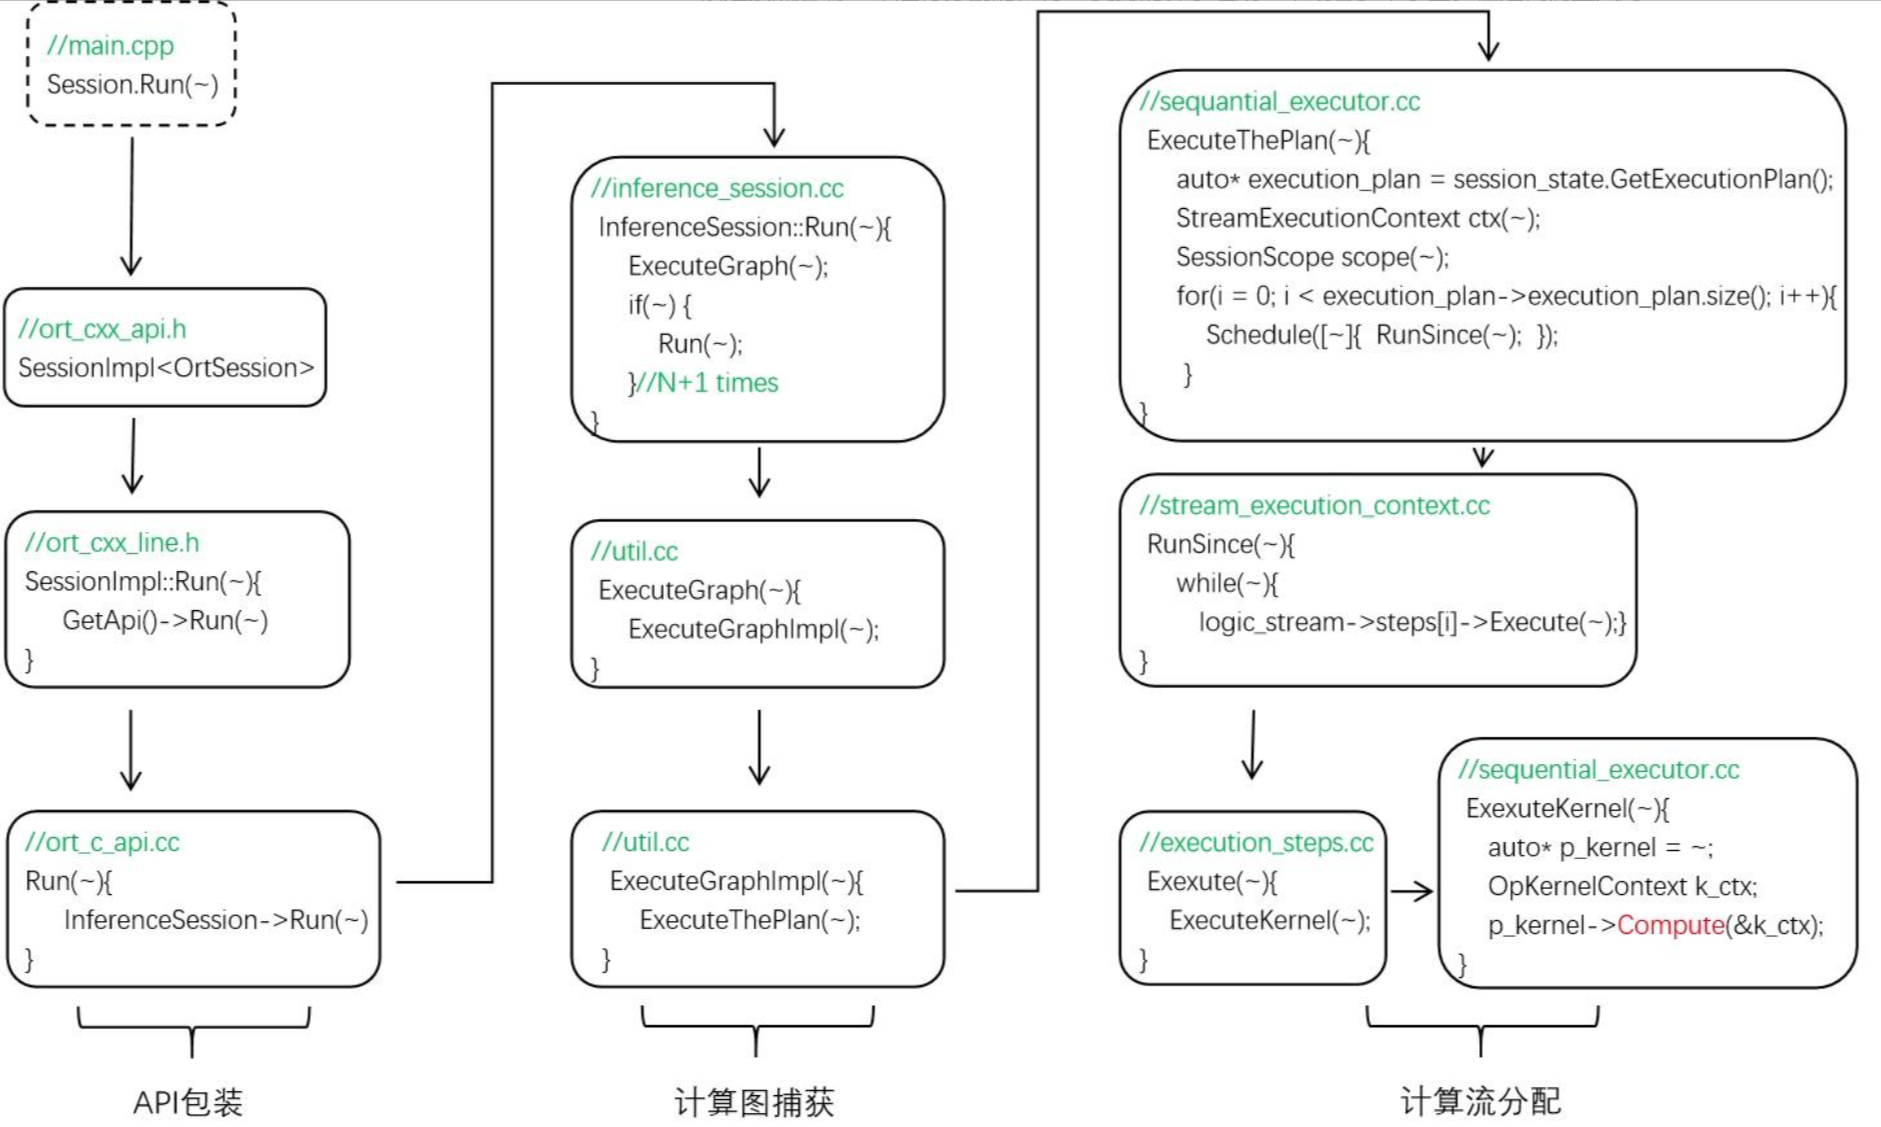 //main.cpp
Session.Run(~)
//ort_cxx_api.h
SessionImpl<OrtSession>
//ort_cxx_line.h
SessionImpl::Run(~){
GetApi()->Run(~)
}
//ort_c_api.cc
Run(~){
InferenceSession->Run(~)
}
API包装
//inference_session.cc
InferenceSession::Run(~){
ExecuteGraph(~);
if(~) {
Run(~);
}//N+1 times
}
//util.cc
ExecuteGraph(~){
ExecuteGraphImpl(~);
}
//util.cc
ExecuteGraphImpl(~){
ExecuteThePlan(~);
}
计算图捕获
//sequantial_executor.cc
ExecuteThePlan(~){
auto* execution_plan = session_state.GetExecutionPlan();
StreamExecutionContext ctx(~);
SessionScope scope(~);
for(i = 0; i < execution_plan->execution_plan.size(); i++){
Schedule([~]{ RunSince(~); });
}
}
//stream_execution_context.cc
RunSince(~){
while(~){
logic_stream->steps[i]->Execute(~);}
}
//execution_steps.cc
Exexute(~){
ExecuteKernel(~);
}
//sequential_executor.cc
ExexuteKernel(~){
auto* p_kernel = ~;
OpKernelContext k_ctx;
p_kernel->Compute(&k_ctx);
}
计算流分配